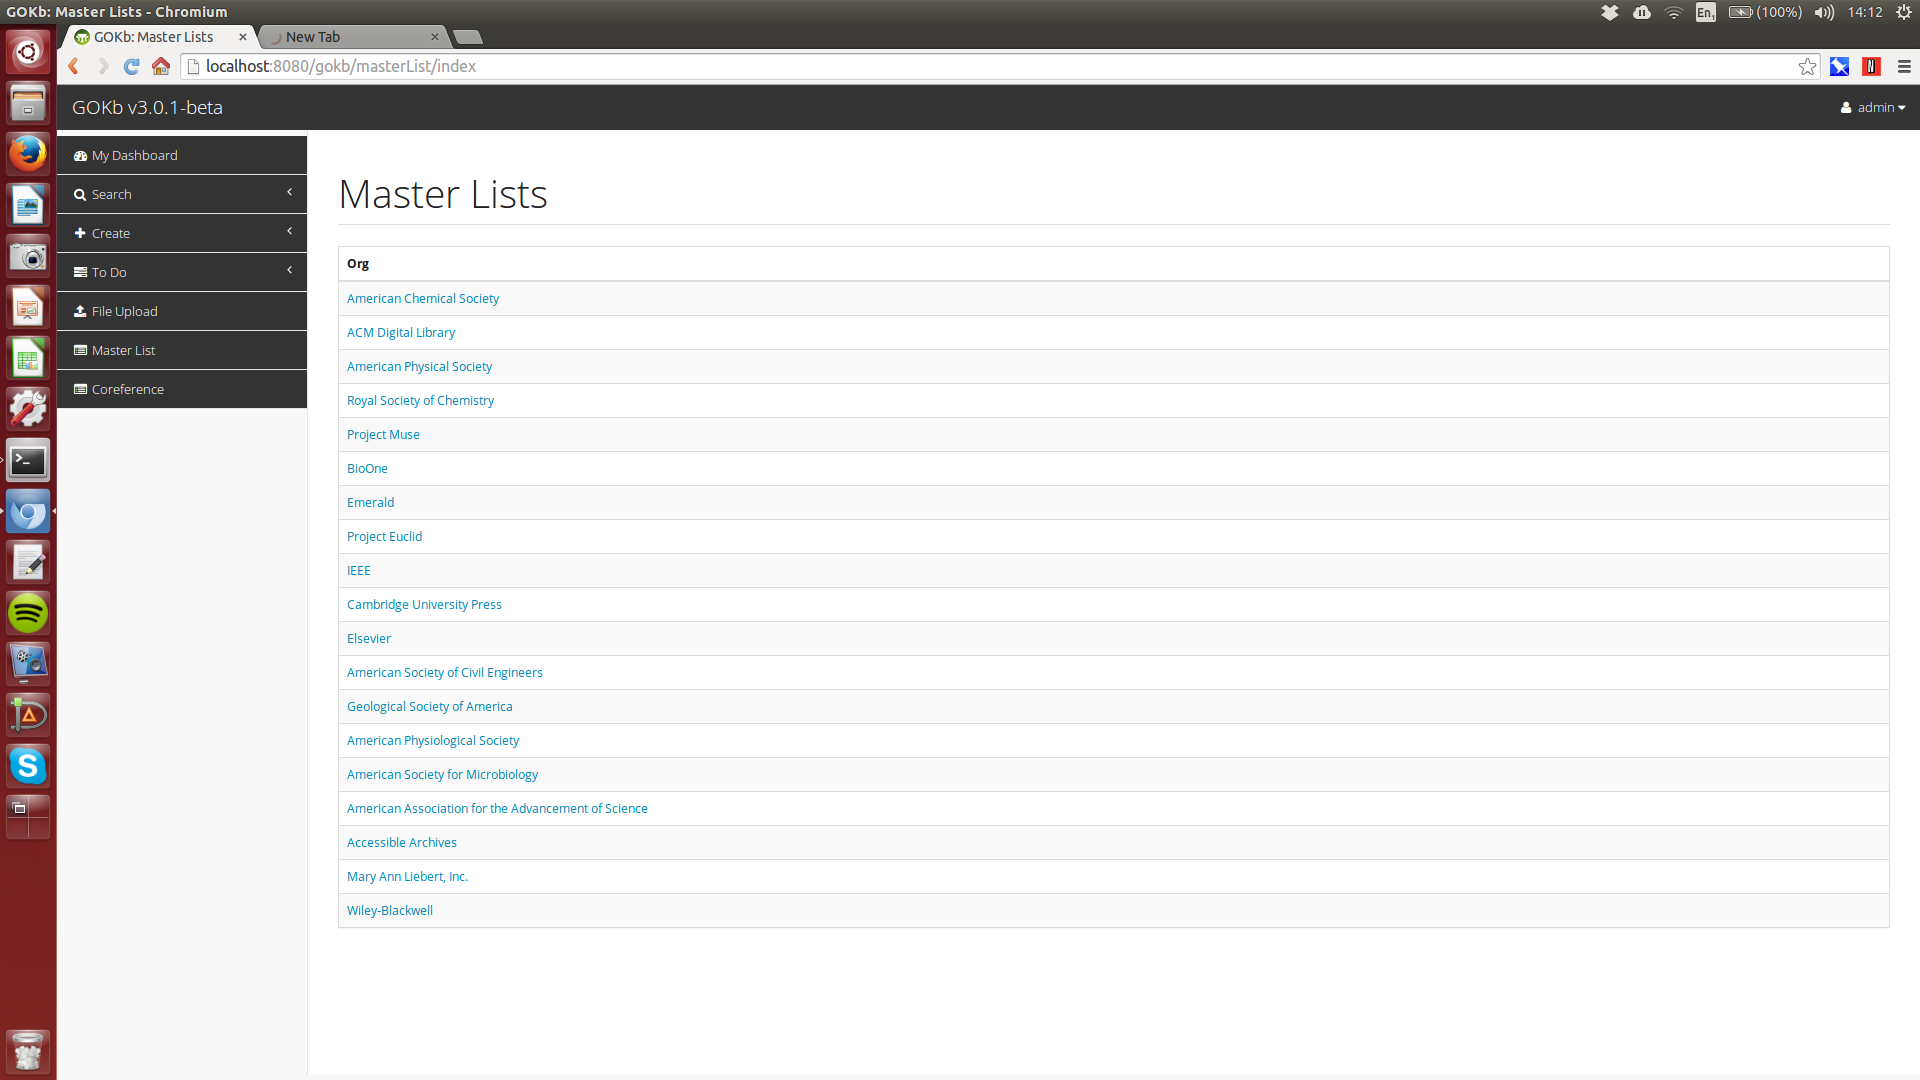 GOKb: Master Lists - Chromium
En1
(100%)
14:12
GOKb: Master Lists
New Tab
localhost:8080/gokb/masterList/index
GOKb v3.0.1-beta
admin
My Dashboard
Search
Create
To Do
File Upload
Master List
Coreference
Master Lists
Org
American Chemical Society
ACM Digital Library
American Physical Society
Royal Society of Chemistry
Project Muse
BioOne
Emerald
Project Euclid
IEEE
Cambridge University Press
Elsevier
American Society of Civil Engineers
Geological Society of America
American Physiological Society
American Society for Microbiology
American Association for the Advancement of Science
Accessible Archives
Mary Ann Liebert, Inc.
Wiley-Blackwell